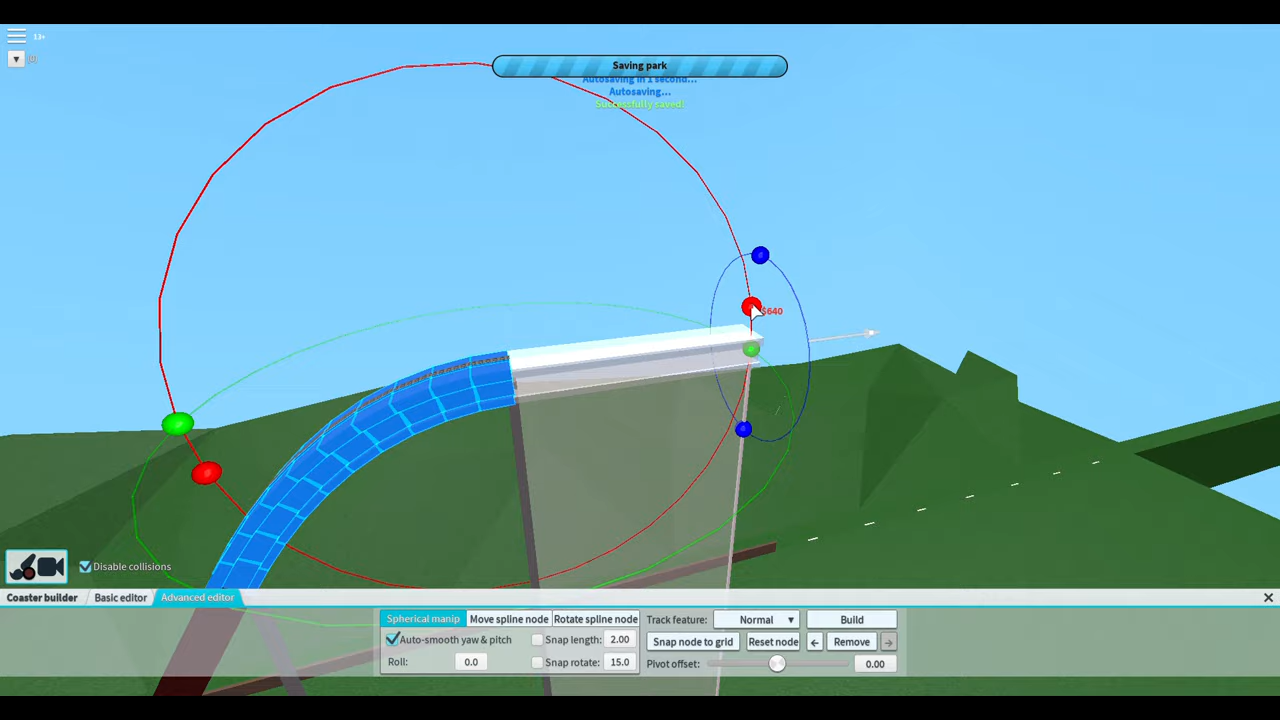 13+
Saving park
Autosaving in 1 second...
Autosaving...
Successfully saved!
$640
Disable collisions
Coaster builder
Basic editor
Advanced editor
Spherical manip
Move spline node
Rotate spline node
Track feature:
Normal
Build
Auto-smooth yaw & pitch
Snap length:
2.00
Snap node to grid
Reset node
Remove
Roll:
0.0
Snap rotate:
15.0
Pivot offset:
0.00